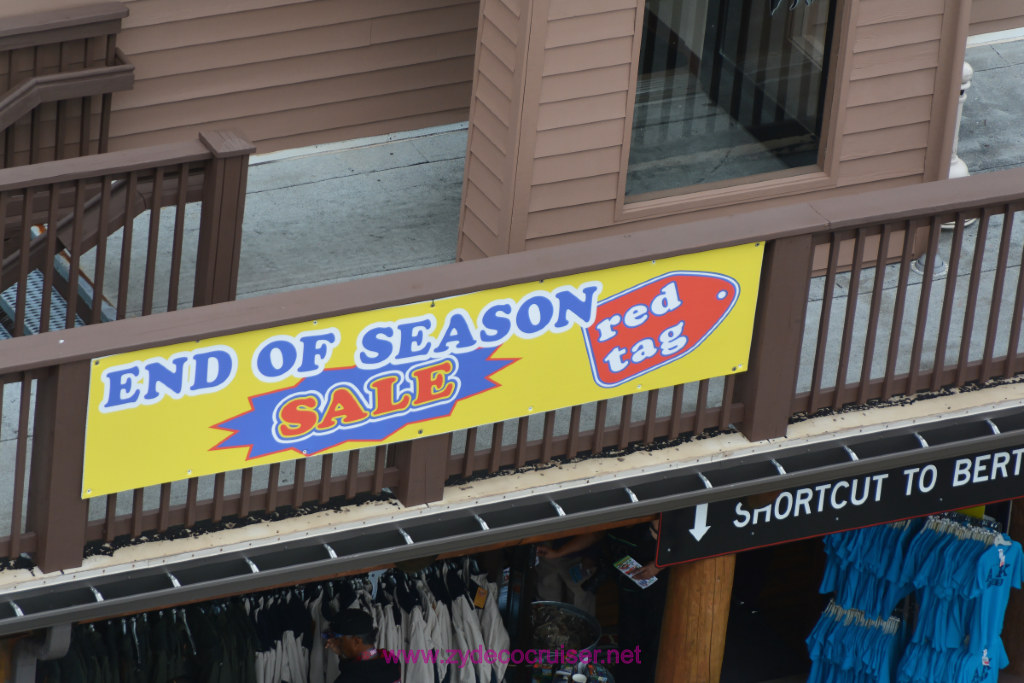 END OF SEASON
SALE
red
tag
SHORTCUT TO BERT
www.zydecocruiser.net